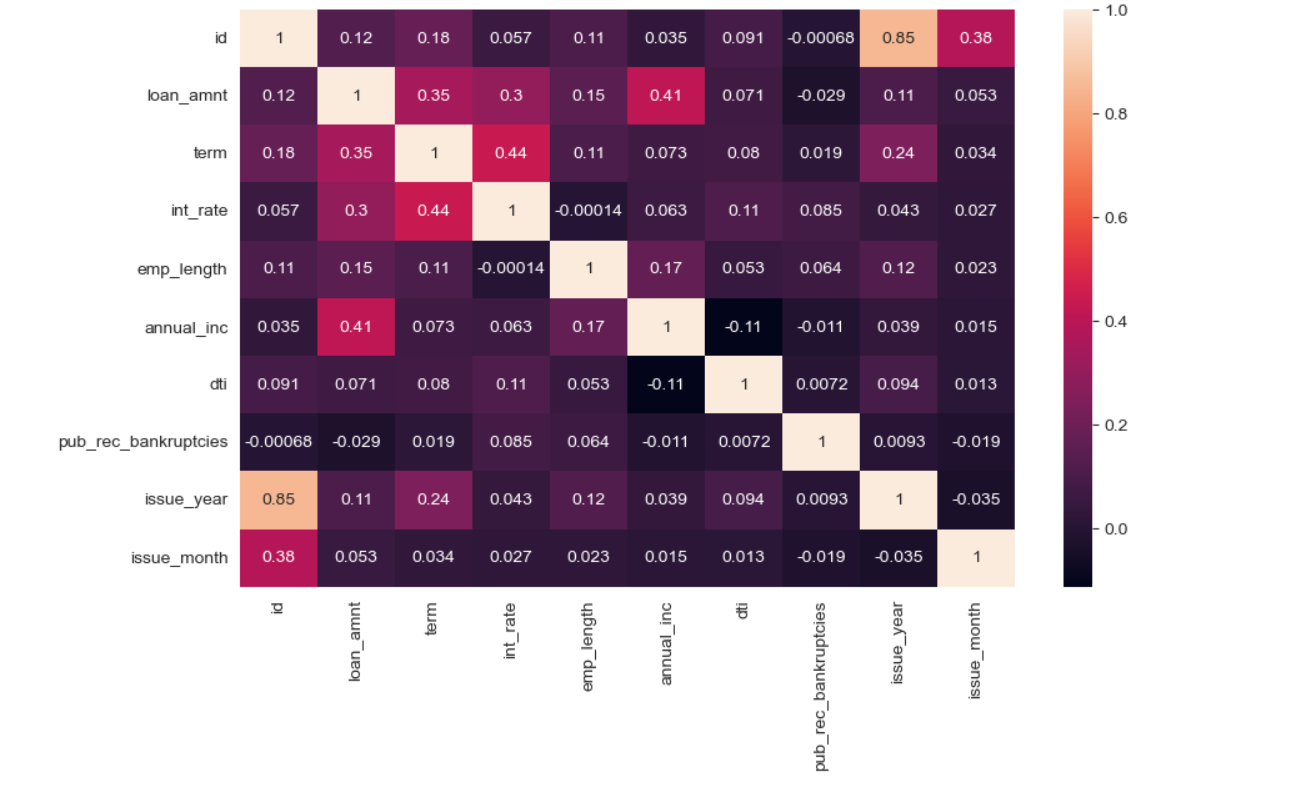 id 1 0.12 0.18 0.057 0.11 0.035 0.091 -0.00068 0.85 0.38
loan_amnt 0.12 1 0.35 0.3 0.15 0.41 0.071 -0.029 0.11 0.053
term 0.18 0.35 1 0.44 0.11 0.073 0.08 0.019 0.24 0.034
int_rate 0.057 0.3 0.44 1 -0.00014 0.063 0.11 0.085 0.043 0.027
emp_length 0.11 0.15 0.11 -0.00014 1 0.17 0.053 0.064 0.12 0.023
annual_inc 0.035 0.41 0.073 0.063 0.17 1 -0.11 -0.011 0.039 0.015
dti 0.091 0.071 0.08 0.11 0.053 -0.11 1 0.0072 0.094 0.013
pub_rec_bankruptcies -0.00068 -0.029 0.019 0.085 0.064 -0.011 0.0072 1 0.0093 -0.019
issue_year 0.85 0.11 0.24 0.043 0.12 0.039 0.094 0.0093 1 -0.035
issue_month 0.38 0.053 0.034 0.027 0.023 0.015 0.013 -0.019 -0.035 1
id
loan_amnt
term
int_rate
emp_length
annual_inc
dti
pub_rec_bankruptcies
issue_year
issue_month
1.0
0.8
0.6
0.4
0.2
0.0